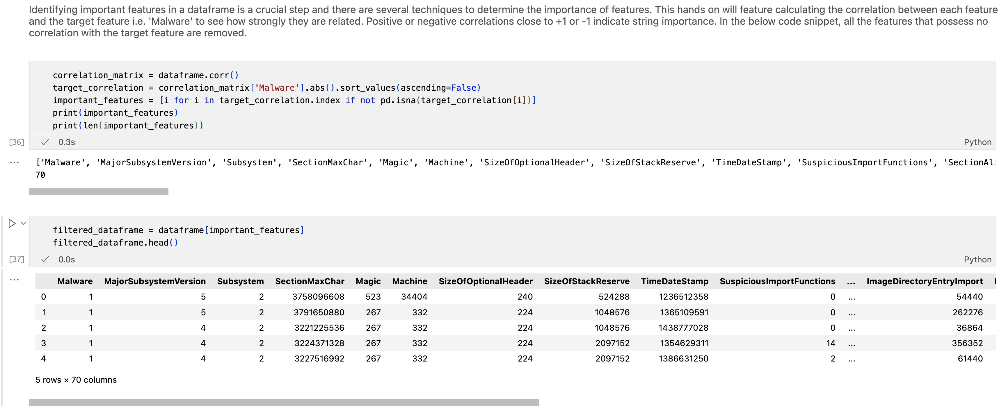 Identifying important features in a dataframe is a crucial step and there are several techniques to determine the importance of features. This hands on will feature calculating the correlation between each feature
and the target feature i.e. 'Malware' to see how strongly they are related. Positive or negative correlations close to +1 or -1 indicate string importance. In the below code snippet, all the features that possess no
correlation with the target feature are removed.
correlation_matrix = dataframe.corr()
target_correlation = correlation_matrix['Malware'].abs().sort_values(ascending=False)
important_features = [i for i in target_correlation.index if not pd.isna(target_correlation[i])]
print(important_features)
print(len(important_features))
[36] ✓ 0.3s Python
... ['Malware', 'MajorSubsystemVersion', 'Subsystem', 'SectionMaxChar', 'Magic', 'Machine', 'SizeOfOptionalHeader', 'SizeOfStackReserve', 'TimeDateStamp', 'SuspiciousImportFunctions', 'SectionAli
70
filtered_dataframe = dataframe[important_features]
filtered_dataframe.head()
[37] ✓ 0.0s Python
... Malware MajorSubsystemVersion Subsystem SectionMaxChar Magic Machine SizeOfOptionalHeader SizeOfStackReserve TimeDateStamp SuspiciousImportFunctions ... ImageDirectoryEntryImport
0 1 5 2 3758096608 523 34404 240 524288 1236512358 0 ... 54440
1 1 5 2 3791650880 267 332 224 1048576 1365109591 0 ... 262276
2 1 4 2 3221225536 267 332 224 1048576 1438777028 0 ... 36864
3 1 4 2 3224371328 267 332 224 2097152 1354629311 14 ... 356352
4 1 4 2 3227516992 267 332 224 2097152 1386631250 2 ... 61440
5 rows × 70 columns